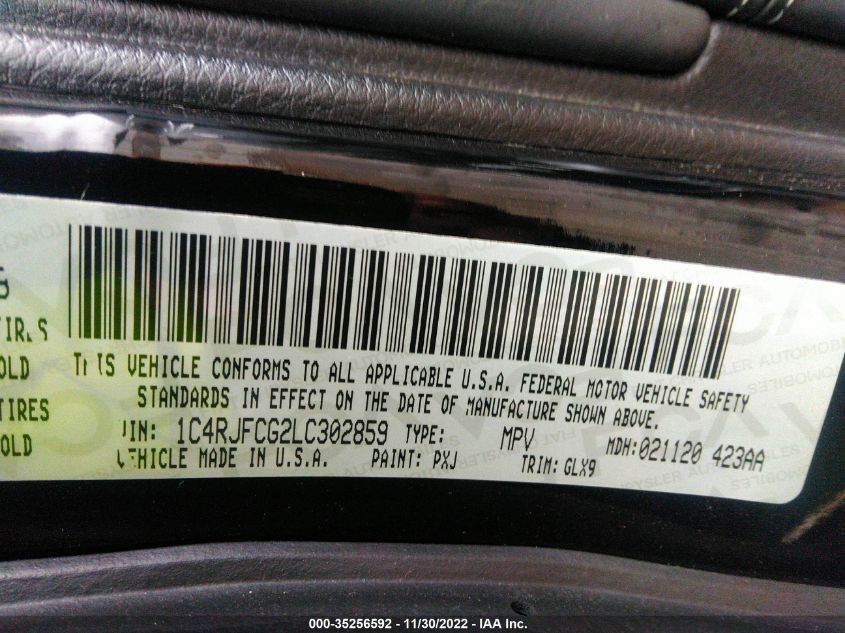 TIRES
OLD
TIRES
OLD
THIS VEHICLE CONFORMS TO ALL APPLICABLE U.S.A. FEDERAL MOTOR VEHICLE SAFETY
STANDARDS IN EFFECT ON THE DATE OF MANUFACTURE SHOWN ABOVE.
VIN: 1C4RJFCG2LC302859 TYPE: MPV MDH:021120 423AA
VEHICLE MADE IN U.S.A. PAINT: PXJ TRIM: GLX9
000-35256592 - 11/30/2022 - IAA Inc.